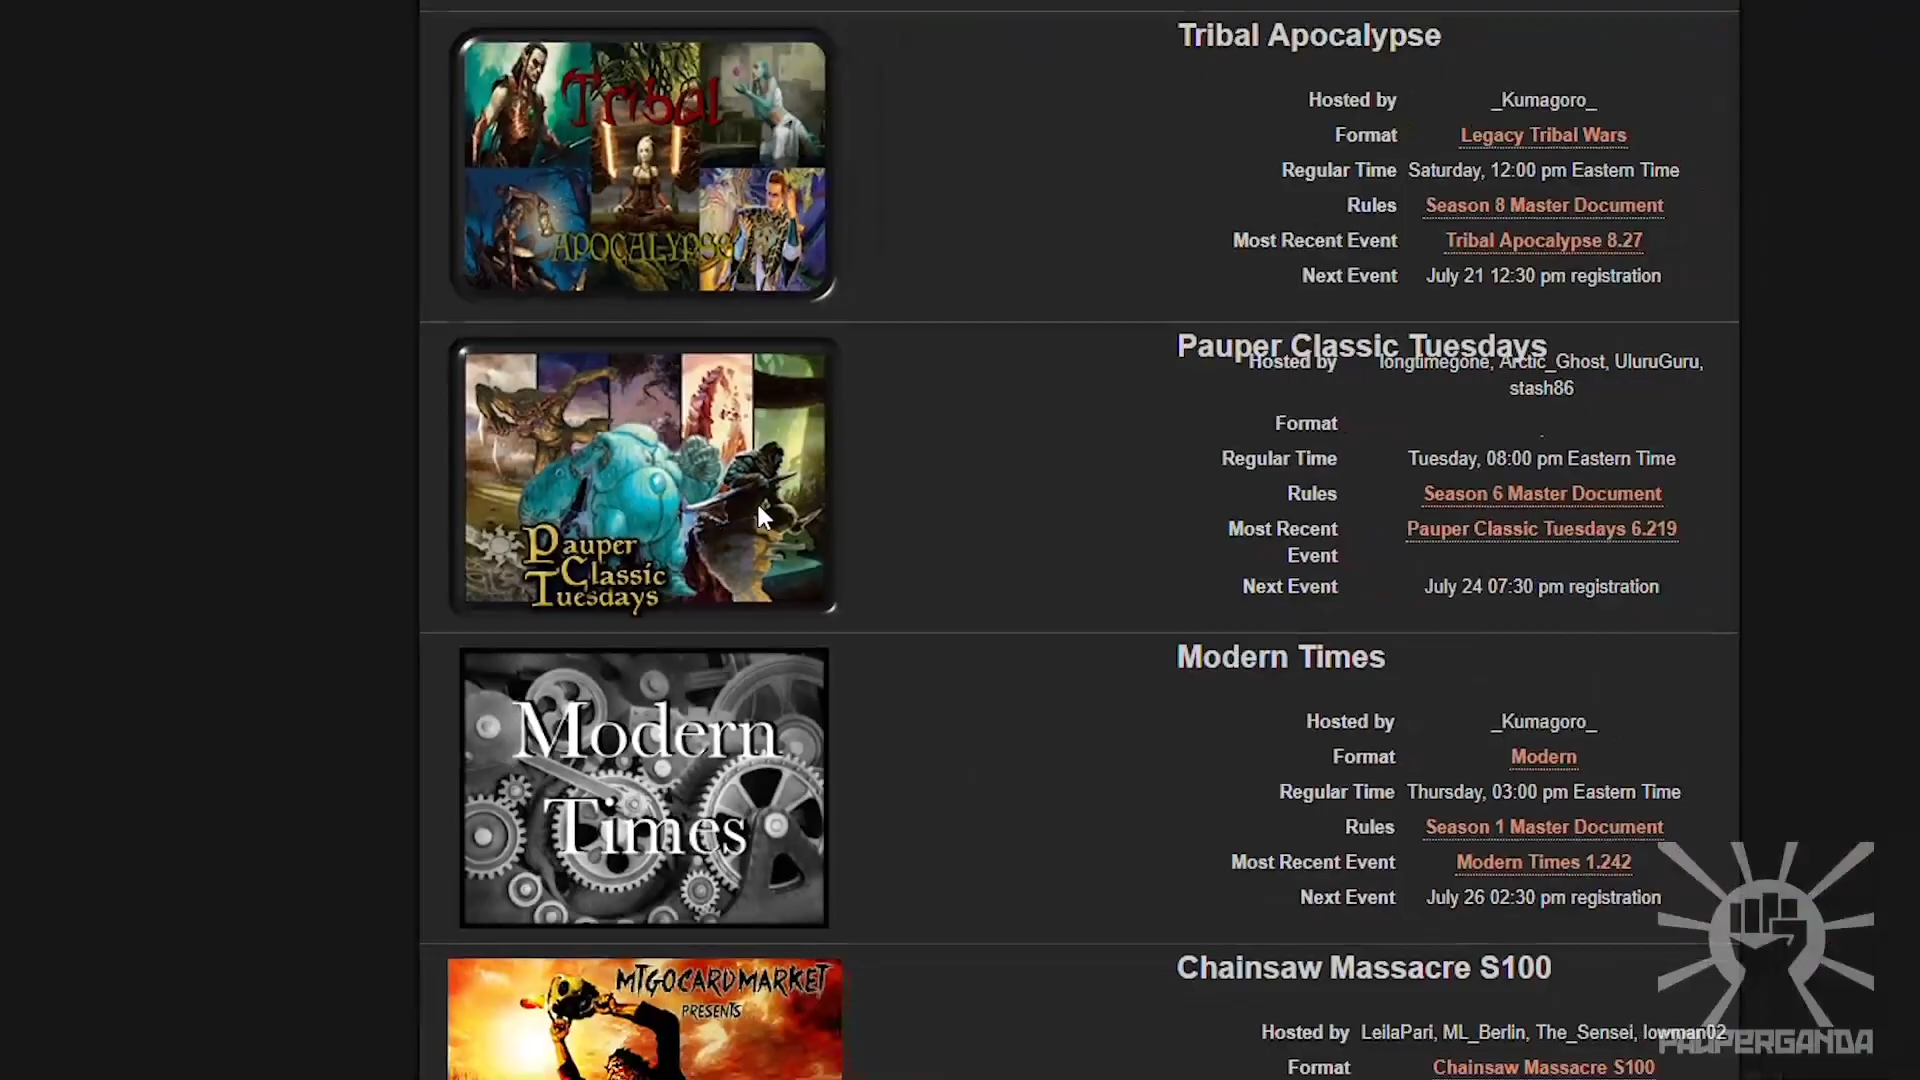 Tribal Apocalypse
Tribal
APOCALYPSE
Hosted by _Kumagoro_
Format Legacy Tribal Wars
Regular Time Saturday, 12:00 pm Eastern Time
Rules Season 8 Master Document
Most Recent Event Tribal Apocalypse 8.27
Next Event July 21 12:30 pm registration
Pauper Classic Tuesdays
Hosted by longtimegone, Arctic_Ghost, UluruGuru,
stash86
Format .
Regular Time Tuesday, 08:00 pm Eastern Time
Rules Season 6 Master Document
Most Recent Pauper Classic Tuesdays 6.219
Event
Next Event July 24 07:30 pm registration
Pauper
Classic
Tuesdays
Modern Times
Modern
Times
Hosted by _Kumagoro_
Format Modern
Regular Time Thursday, 03:00 pm Eastern Time
Rules Season 1 Master Document
Most Recent Event Modern Times 1.242
Next Event July 26 02:30 pm registration
Chainsaw Massacre S100
MTGOCARDMARKET
PRESENTS
Hosted by LeilaPari, ML_Berlin, The_Sensei, lowman02
Format Chainsaw Massacre S100
PAUPERGANDA